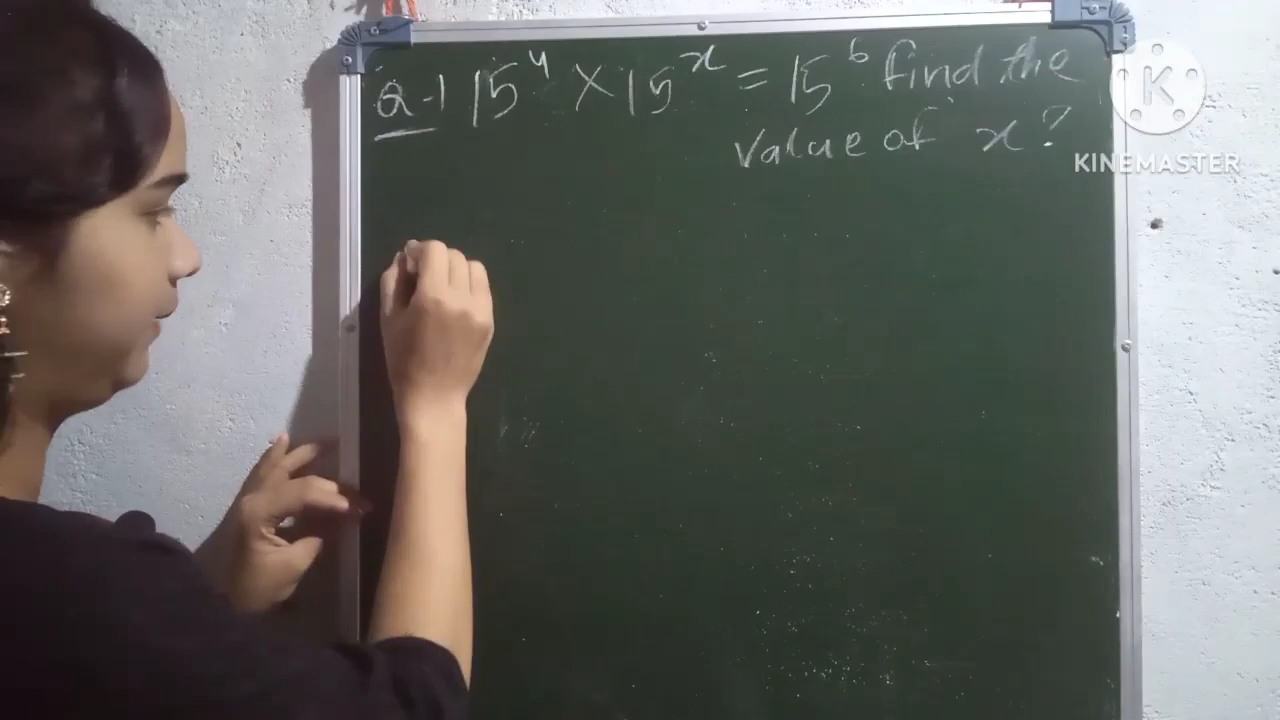 Q-1 15⁴ × 15ˣ = 15⁶ find the
value of x?
K
KINEMASTER